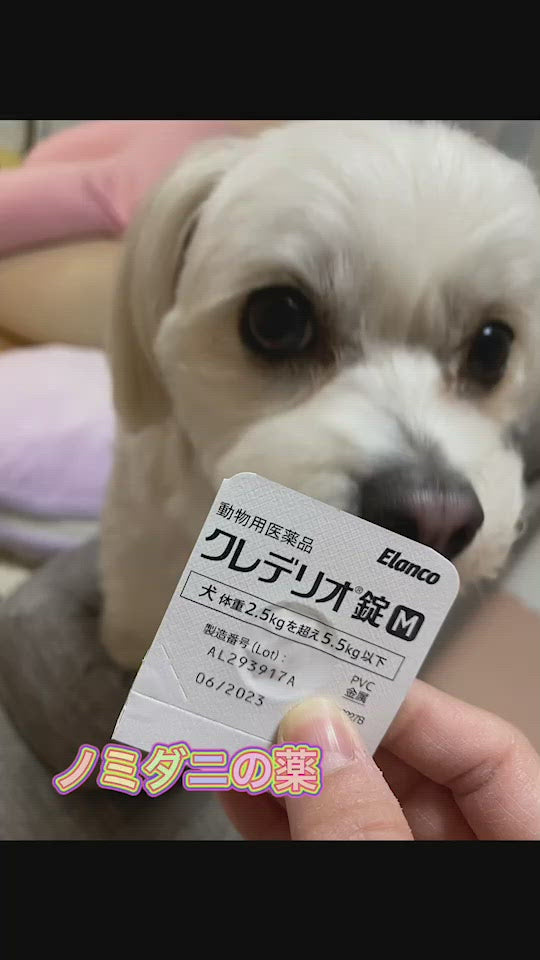 動物用医薬品
Elanco
クレデリオ®錠 M
犬 体重2.5kgを超え5.5kg以下
製造番号(Lot):
AL293917A
06/2023
PVC
金属
ノミダニの薬